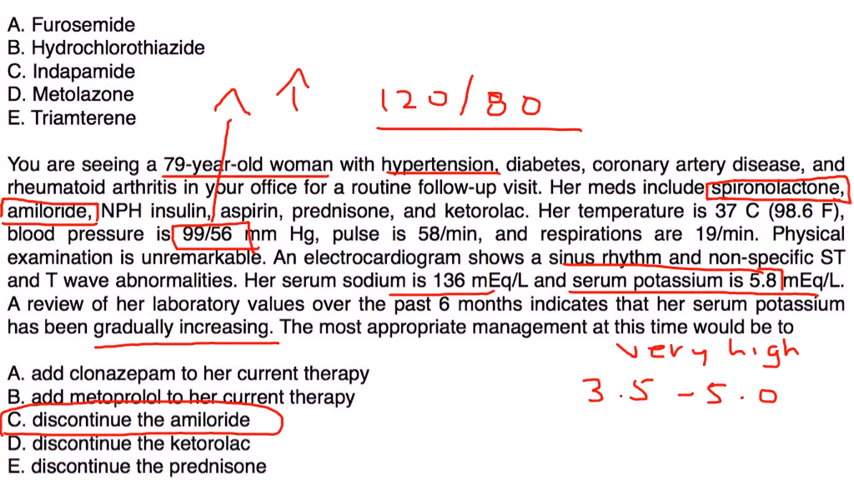 A. Furosemide
B. Hydrochlorothiazide
C. Indapamide
D. Metolazone
E. Triamterene
120/80
You are seeing a 79-year-old woman with hypertension, diabetes, coronary artery disease, and
rheumatoid arthritis in your office for a routine follow-up visit. Her meds include spironolactone,
amiloride, NPH insulin, aspirin, prednisone, and ketorolac. Her temperature is 37 C (98.6 F),
blood pressure is 99/56 mm Hg, pulse is 58/min, and respirations are 19/min. Physical
examination is unremarkable. An electrocardiogram shows a sinus rhythm and non-specific ST
and T wave abnormalities. Her serum sodium is 136 mEq/L and serum potassium is 5.8 mEq/L.
A review of her laboratory values over the past 6 months indicates that her serum potassium
has been gradually increasing. The most appropriate management at this time would be to
very high
A. add clonazepam to her current therapy
3.5 - 5.0
B. add metoprolol to her current therapy
C. discontinue the amiloride
D. discontinue the ketorolac
E. discontinue the prednisone